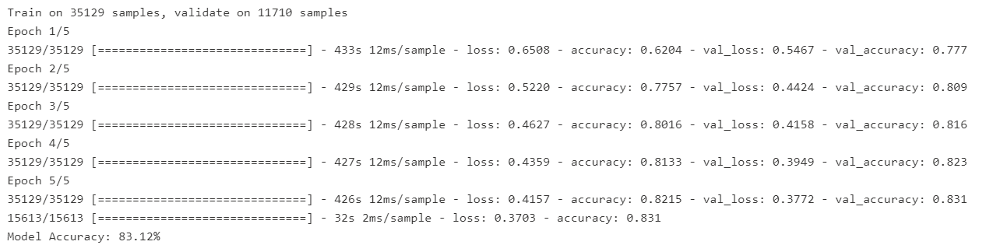 Train on 35129 samples, validate on 11710 samples
Epoch 1/5
35129/35129 [==============================] - 433s 12ms/sample - loss: 0.6508 - accuracy: 0.6204 - val_loss: 0.5467 - val_accuracy: 0.777
Epoch 2/5
35129/35129 [==============================] - 429s 12ms/sample - loss: 0.5220 - accuracy: 0.7757 - val_loss: 0.4424 - val_accuracy: 0.809
Epoch 3/5
35129/35129 [==============================] - 428s 12ms/sample - loss: 0.4627 - accuracy: 0.8016 - val_loss: 0.4158 - val_accuracy: 0.816
Epoch 4/5
35129/35129 [==============================] - 427s 12ms/sample - loss: 0.4359 - accuracy: 0.8133 - val_loss: 0.3949 - val_accuracy: 0.823
Epoch 5/5
35129/35129 [==============================] - 426s 12ms/sample - loss: 0.4157 - accuracy: 0.8215 - val_loss: 0.3772 - val_accuracy: 0.831
15613/15613 [==============================] - 32s 2ms/sample - loss: 0.3703 - accuracy: 0.831
Model Accuracy: 83.12%